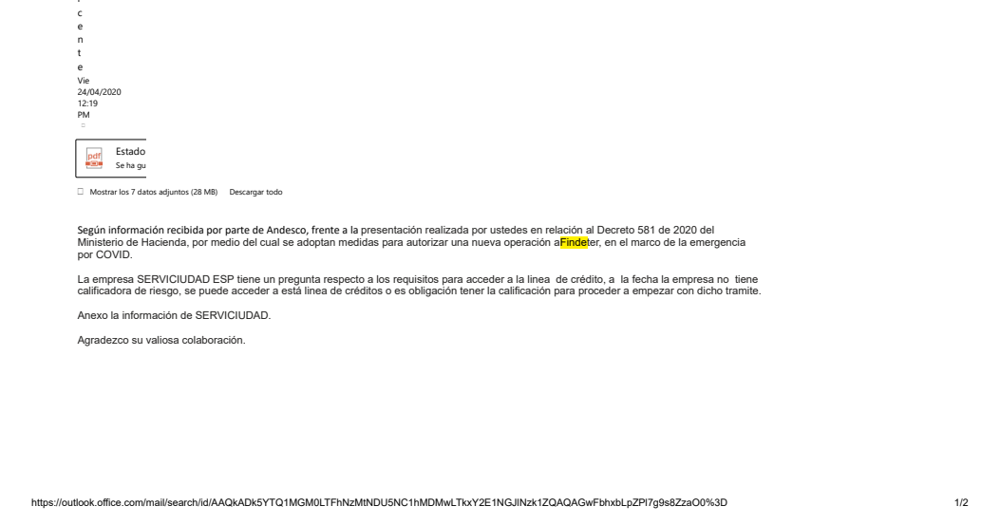 c
e
n
t
e
Vie
24/04/2020
12:19
PM
pdf
Estado
Se ha gu
Mostrar los 7 datos adjuntos (28 MB) Descargar todo
Según información recibida por parte de Andesco, frente a la presentación realizada por ustedes en relación al Decreto 581 de 2020 del
Ministerio de Hacienda, por medio del cual se adoptan medidas para autorizar una nueva operación aFindeter, en el marco de la emergencia
por COVID.
La empresa SERVICIUDAD ESP tiene un pregunta respecto a los requisitos para acceder a la linea de crédito, a la fecha la empresa no tiene
calificadora de riesgo, se puede acceder a está linea de créditos o es obligación tener la calificación para proceder a empezar con dicho tramite.
Anexo la información de SERVICIUDAD.
Agradezco su valiosa colaboración.
https://outlook.office.com/mail/search/id/AAQkADk5YTQ1MGM0LTFhNzMtNDU5NC1hMDMwLTkxY2E1NGJlNzk1ZQAQAGwFbhxbLpZPl7g9s8ZzaO0%3D 1/2